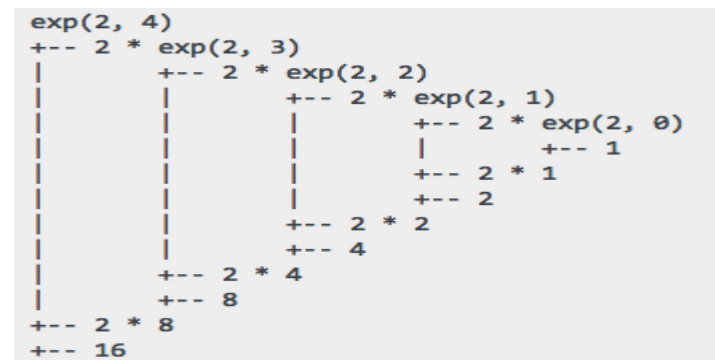 exp(2, 4)
+-- 2 * exp(2, 3)
|       +-- 2 * exp(2, 2)
|       |       +-- 2 * exp(2, 1)
|       |       |       +-- 2 * exp(2, 0)
|       |       |       |       +-- 1
|       |       |       +-- 2 * 1
|       |       |       +-- 2
|       |       +-- 2 * 2
|       |       +-- 4
|       +-- 2 * 4
|       +-- 8
+-- 2 * 8
+-- 16